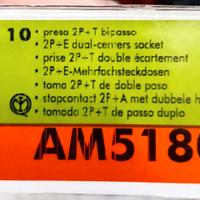 10 • presa 2P+T bipasso
• 2P+E dual-centers socket
• prise 2P+T double écartement
• 2P+E-Mehrfachsteckdosen
• toma 2P+T de doble paso
• stopcontact 2P+A met dubbele h
• tomada 2P+T de passo duplo
AM518